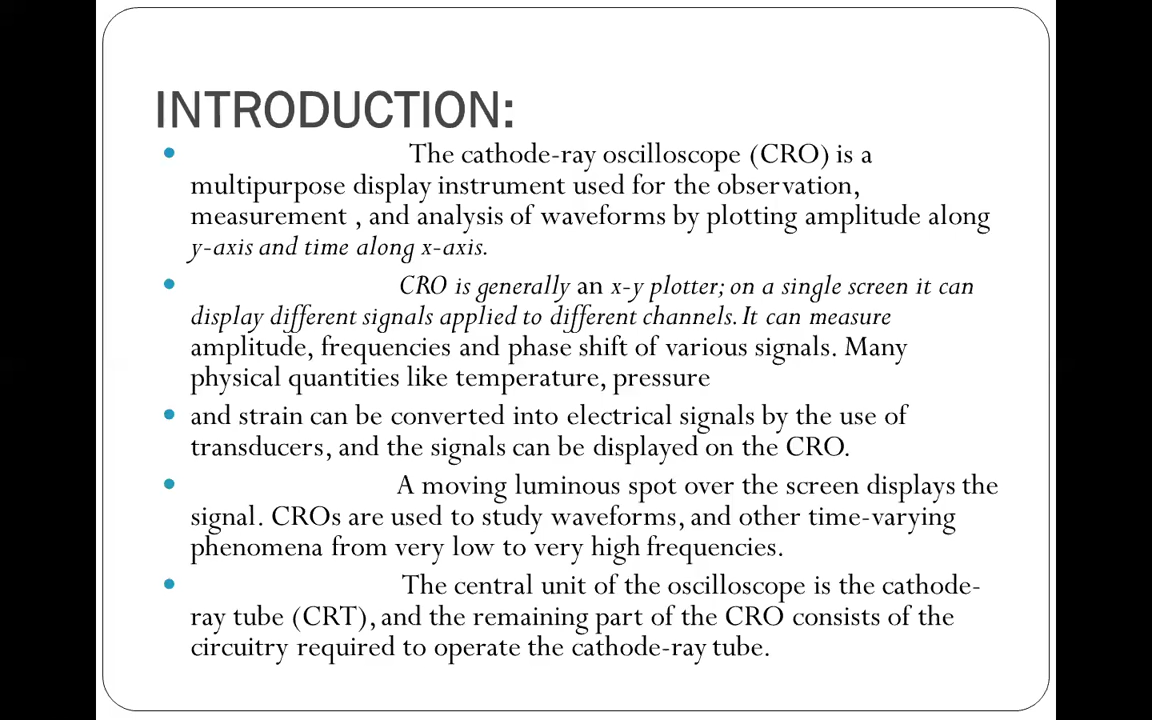 INTRODUCTION:
• The cathode-ray oscilloscope (CRO) is a
multipurpose display instrument used for the observation,
measurement , and analysis of waveforms by plotting amplitude along
y-axis and time along x-axis.
• CRO is generally an x-y plotter; on a single screen it can
display different signals applied to different channels. It can measure
amplitude, frequencies and phase shift of various signals. Many
physical quantities like temperature, pressure
• and strain can be converted into electrical signals by the use of
transducers, and the signals can be displayed on the CRO.
• A moving luminous spot over the screen displays the
signal. CROs are used to study waveforms, and other time-varying
phenomena from very low to very high frequencies.
• The central unit of the oscilloscope is the cathode-
ray tube (CRT), and the remaining part of the CRO consists of the
circuitry required to operate the cathode-ray tube.